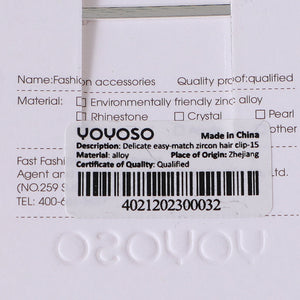 Name:Fashion accessories Quality proof:qualified
Material: Environmentally friendly zinc alloy
Rhinestone Crystal Pearl
other
YOYOSO Made in China
Description: Delicate easy-match zircon hair clip-15
Material: alloy Place of Origin: Zhejiang
Certificate of Quality: Qualified
Fast Fashi
Agent an Ltd.
(NO.259 S
TEL: 400-6
4021202300032
YOYOSO